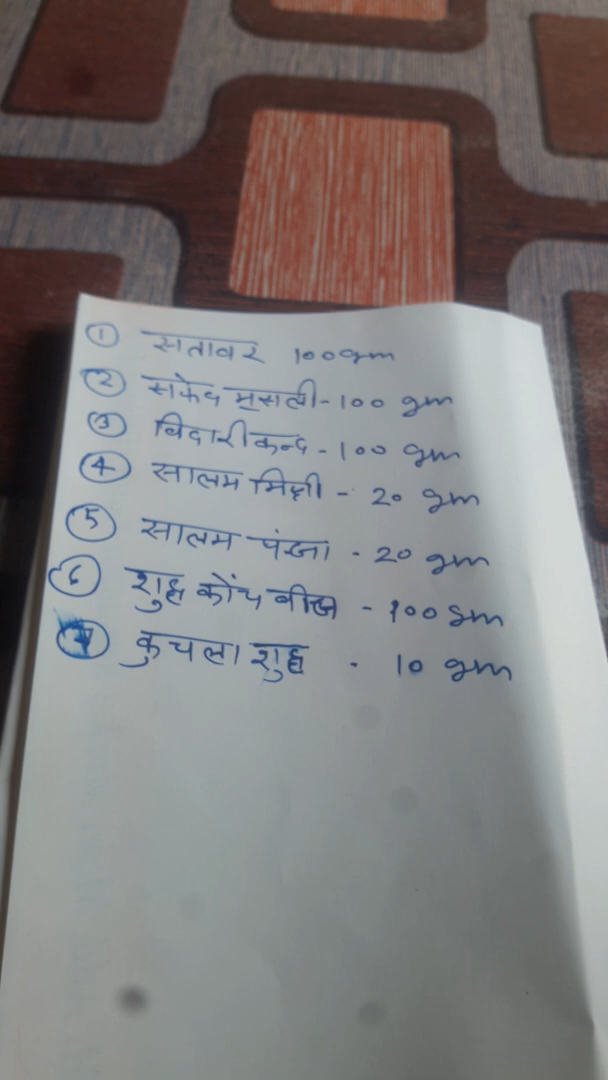 ① सतावर 100gm
② सफेद मूसली - 100 gm
③ बिदारीकन्द - 100 gm
④ सालम मिश्री - 20 gm
⑤ सालम पंजा - 20 gm
⑥ शुद्ध कोंच बीज - 100 gm
⑦ कुचला शुद्ध - 10 gm